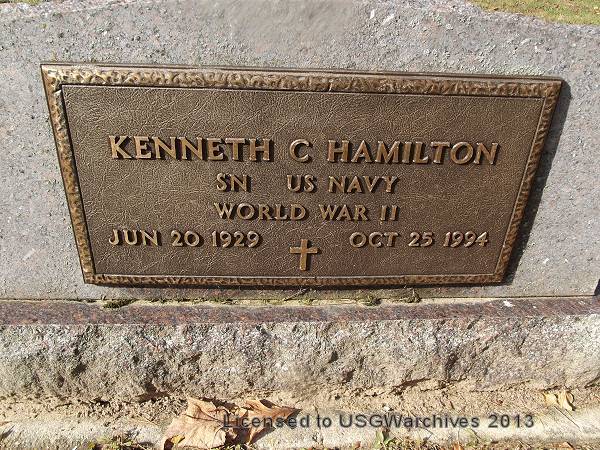 KENNETH C HAMILTON
SN US NAVY
WORLD WAR II
JUN 20 1929 OCT 25 1994
Licensed to USGWarchives 2013